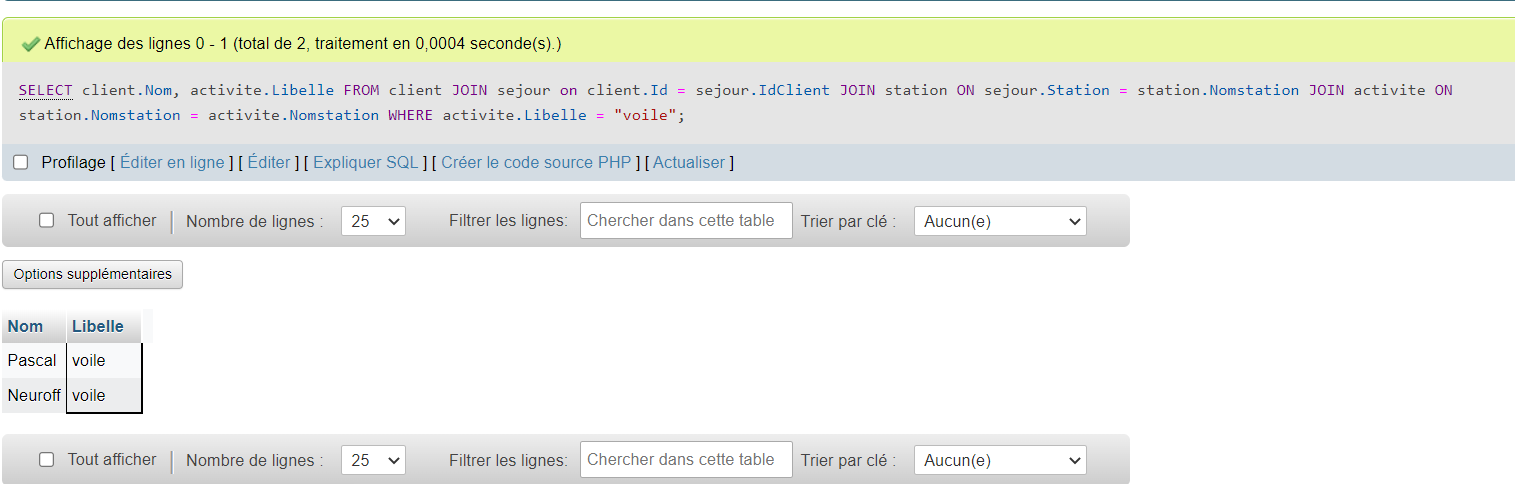 Affichage des lignes 0 - 1 (total de 2, traitement en 0,0004 seconde(s).)
SELECT client.Nom, activite.Libelle FROM client JOIN sejour on client.Id = sejour.IdClient JOIN station ON sejour.Station = station.Nomstation JOIN activite ON
station.Nomstation = activite.Nomstation WHERE activite.Libelle = "voile";
Profilage [ Éditer en ligne ] [ Éditer ] [ Expliquer SQL ] [ Créer le code source PHP ] [ Actualiser ]
Tout afficher Nombre de lignes : 25 Filtrer les lignes: Chercher dans cette table Trier par clé : Aucun(e)
Options supplémentaires
Nom Libelle
Pascal voile
Neuroff voile
Tout afficher Nombre de lignes : 25 Filtrer les lignes: Chercher dans cette table Trier par clé : Aucun(e)